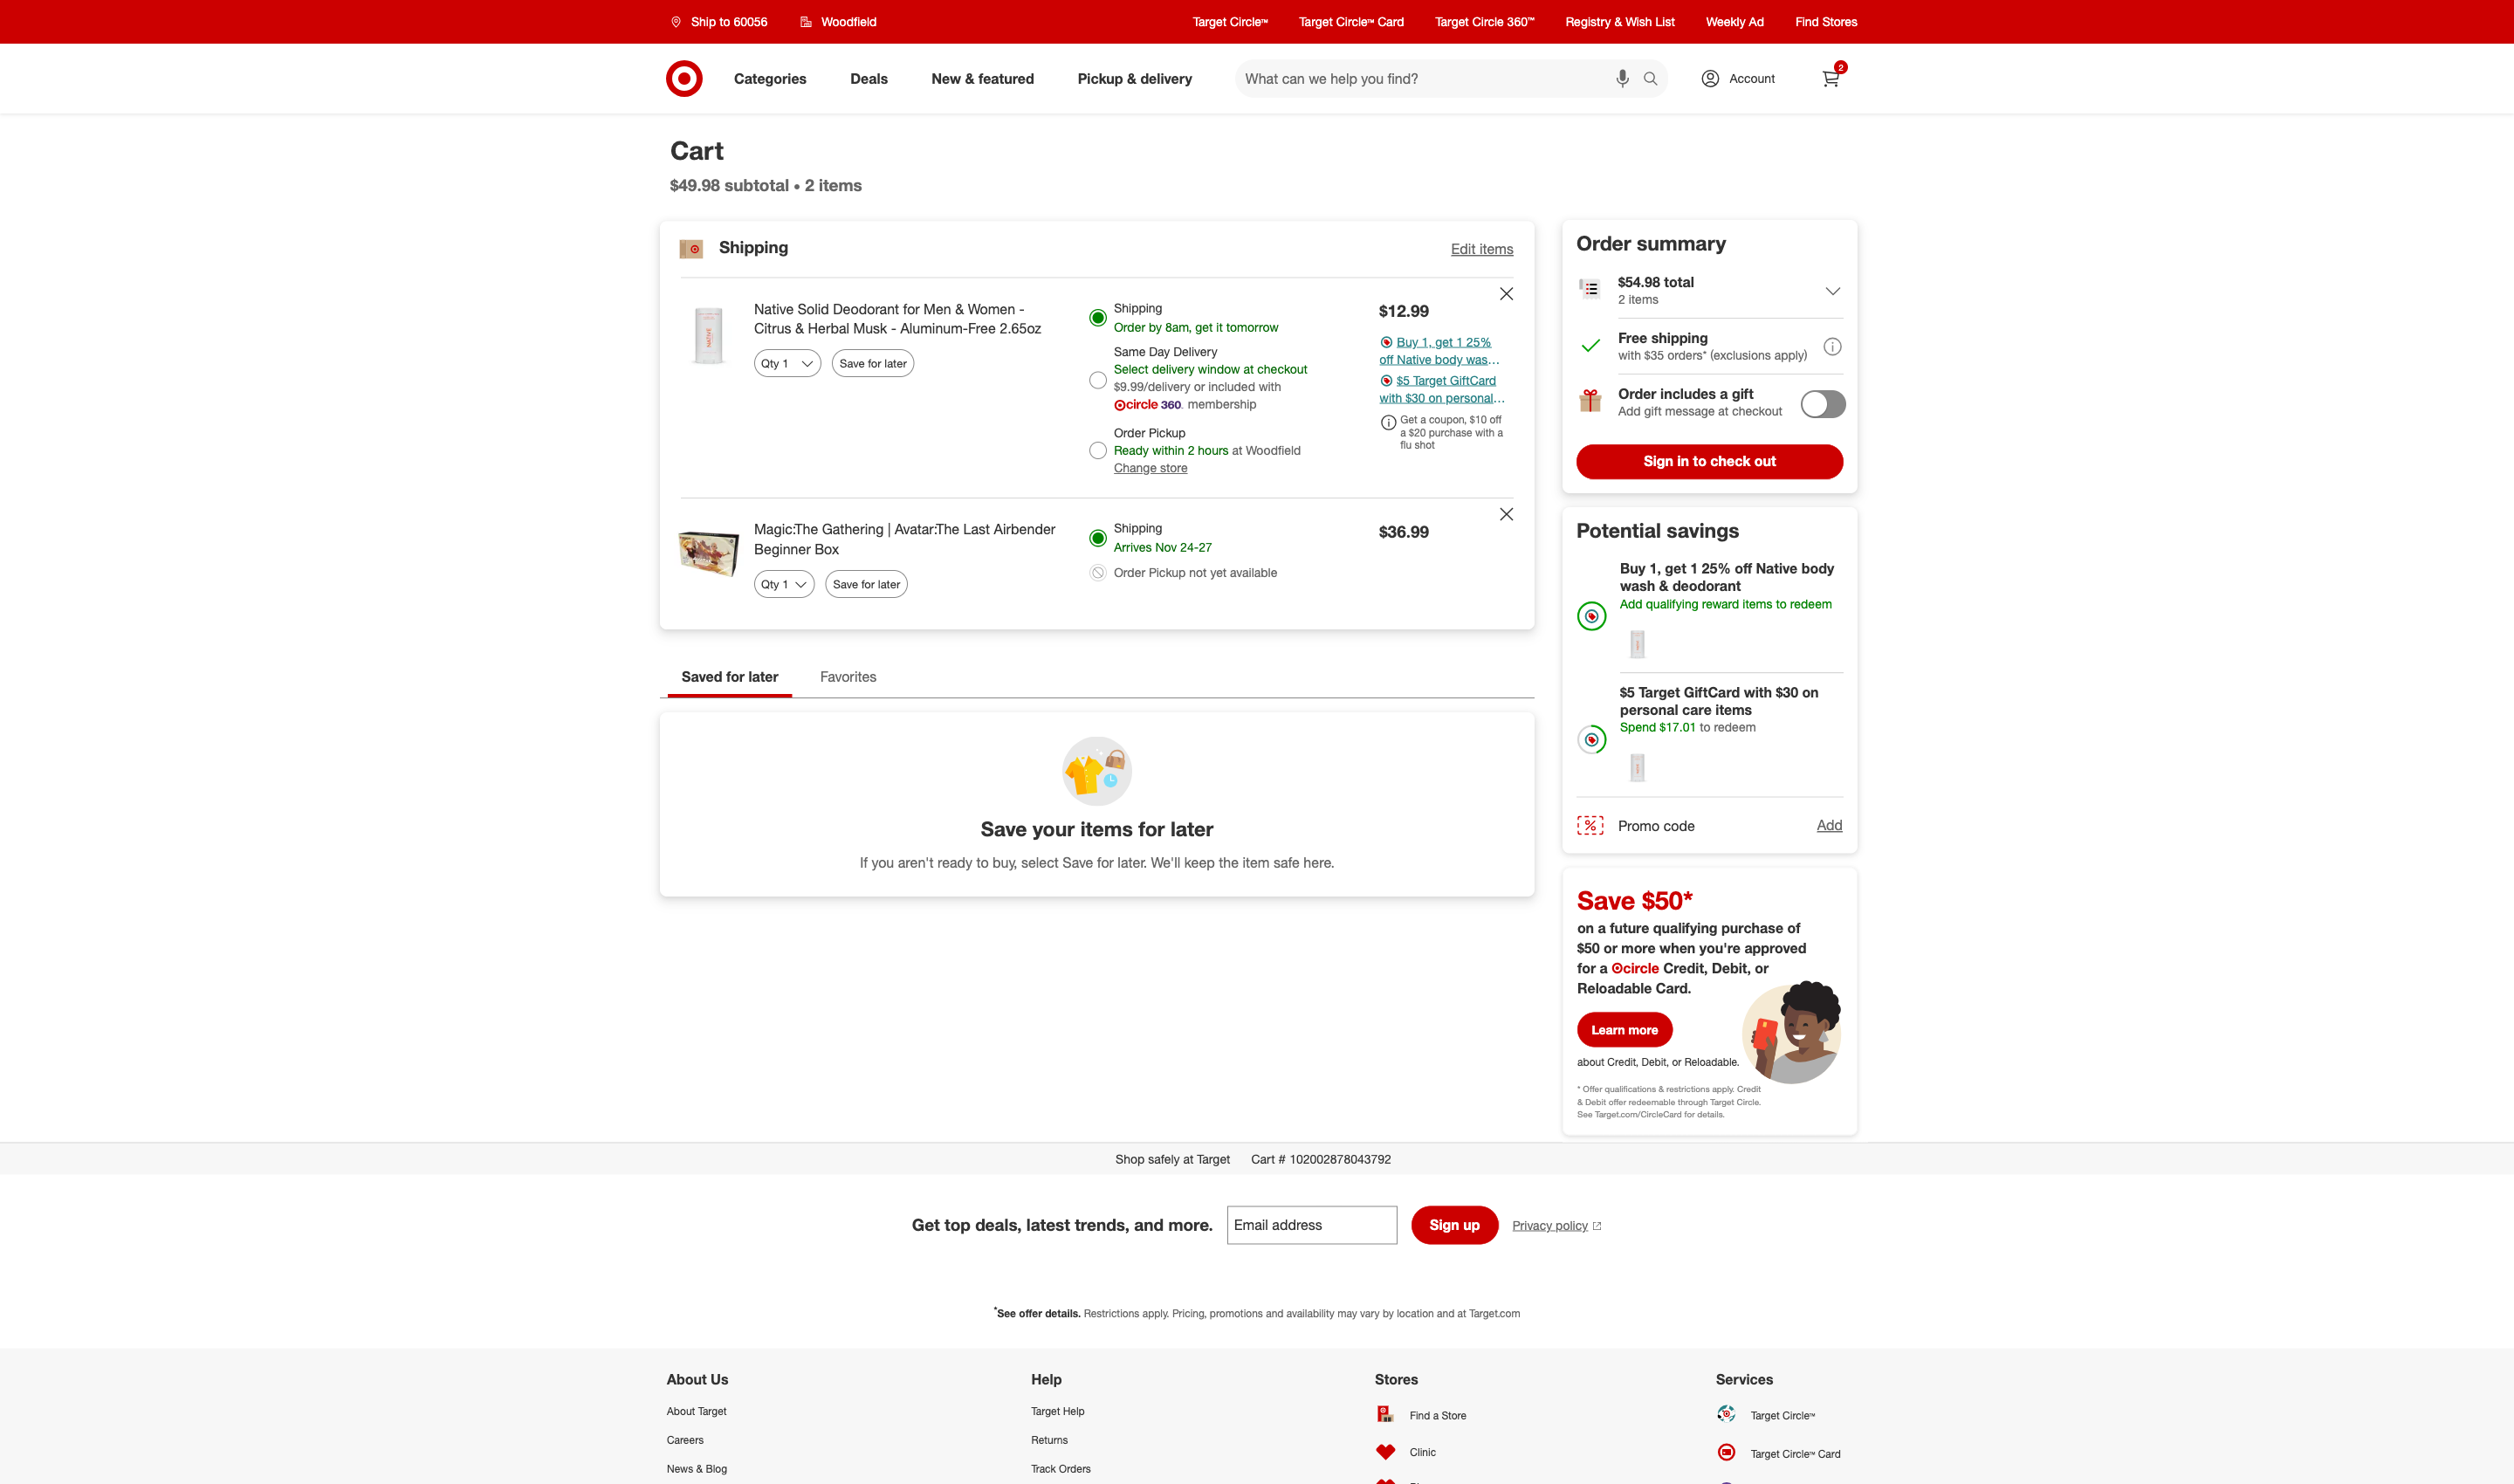 Ship to 60056
Woodfield
Target Circle™
Target Circle™ Card
Target Circle 360™
Registry & Wish List
Weekly Ad
Find Stores
Categories
Deals
New & featured
Pickup & delivery
What can we help you find?
Account
2
Cart
$49.98 subtotal • 2 items
Shipping
Edit items
NATIVE
Native Solid Deodorant for Men & Women -
Citrus & Herbal Musk - Aluminum-Free 2.65oz
Qty 1
Save for later
Shipping
Order by 8am, get it tomorrow
Same Day Delivery
Select delivery window at checkout
$9.99/delivery or included with
circle 360. membership
Order Pickup
Ready within 2 hours at Woodfield
Change store
$12.99
Buy 1, get 1 25%
off Native body was...
$5 Target GiftCard
with $30 on personal...
Get a coupon, $10 off
a $20 purchase with a
flu shot
Magic:The Gathering | Avatar:The Last Airbender
Beginner Box
Qty 1
Save for later
Shipping
Arrives Nov 24-27
Order Pickup not yet available
$36.99
Saved for later
Favorites
Save your items for later
If you aren't ready to buy, select Save for later. We'll keep the item safe here.
Order summary
$54.98 total
2 items
Free shipping
with $35 orders* (exclusions apply)
Order includes a gift
Add gift message at checkout
Sign in to check out
Potential savings
Buy 1, get 1 25% off Native body
wash & deodorant
Add qualifying reward items to redeem
$5 Target GiftCard with $30 on
personal care items
Spend $17.01 to redeem
%
Promo code
Add
Save $50*
on a future qualifying purchase of
$50 or more when you're approved
for a circle Credit, Debit, or
Reloadable Card.
Learn more
about Credit, Debit, or Reloadable.
* Offer qualifications & restrictions apply. Credit
& Debit offer redeemable through Target Circle.
See Target.com/CircleCard for details.
Shop safely at Target
Cart # 102002878043792
Get top deals, latest trends, and more.
Email address
Sign up
Privacy policy
*See offer details. Restrictions apply. Pricing, promotions and availability may vary by location and at Target.com
About Us
About Target
Careers
News & Blog
Help
Target Help
Returns
Track Orders
Stores
Find a Store
Clinic
Services
Target Circle™
Target Circle™ Card